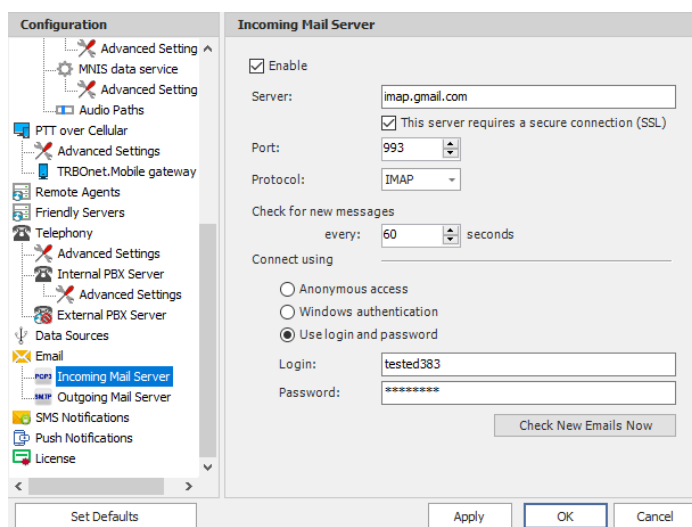 Configuration
Advanced Setting
MNIS data service
Advanced Setting
Audio Paths
PTT over Cellular
Advanced Settings
TRBOnet.Mobile gateway
Remote Agents
Friendly Servers
Telephony
Advanced Settings
Internal PBX Server
Advanced Settings
External PBX Server
Data Sources
Email
POP3 Incoming Mail Server
SMTP Outgoing Mail Server
SMS Notifications
Push Notifications
License
Set Defaults
Incoming Mail Server
Enable
Server: imap.gmail.com
This server requires a secure connection (SSL)
Port: 993
Protocol: IMAP
Check for new messages
every: 60 seconds
Connect using
Anonymous access
Windows authentication
Use login and password
Login: tested383
Password: ********
Check New Emails Now
Apply OK Cancel